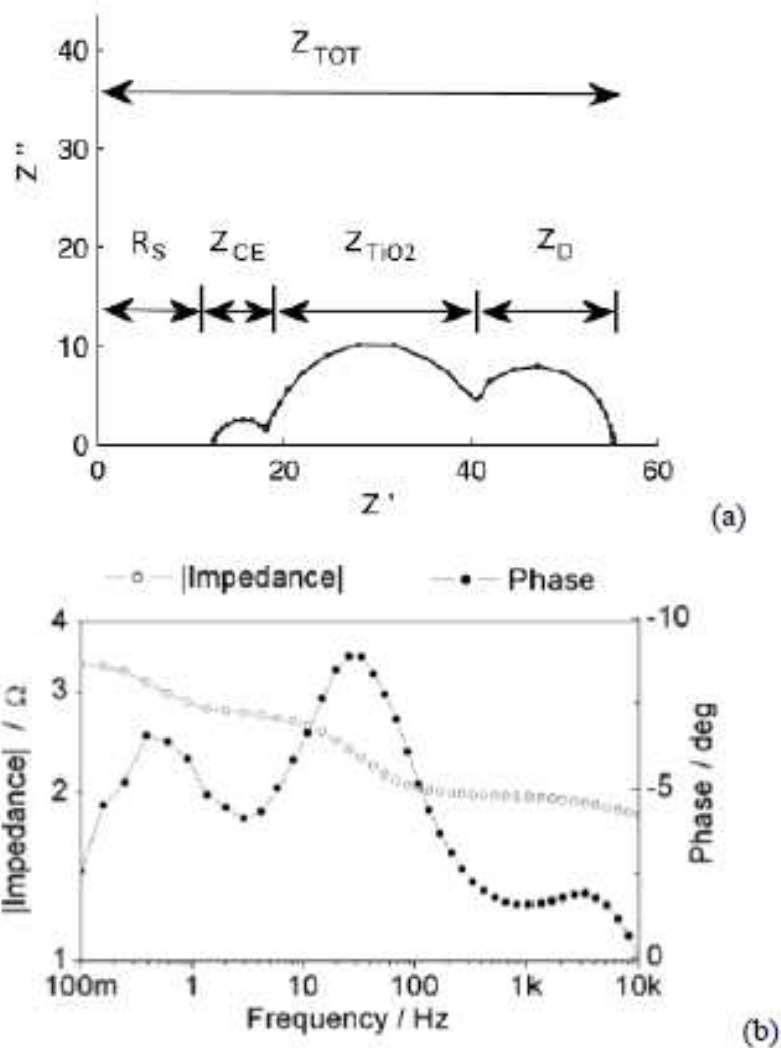 40
Z_TOT
30
Z''
20
R_S Z_CE Z_TiO2 Z_D
10
0
0 20 40 60
Z'
(a)
|Impedance| Phase
4 -10
3
|Impedance| / Ω
2 -5
Phase / deg
1 0
100m 1 10 100 1k 10k
Frequency / Hz
(b)